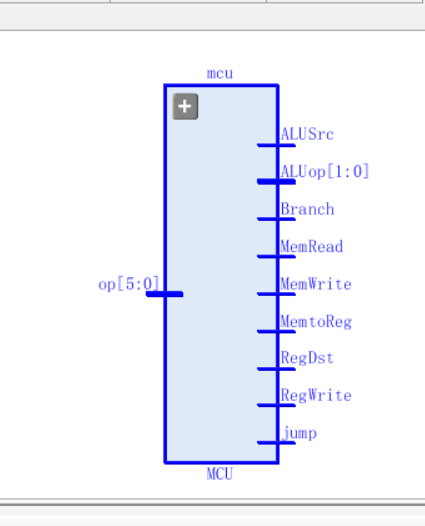 mcu
ALUSrc
ALUop[1:0]
Branch
MemRead
op[5:0]
MemWrite
MemtoReg
RegDst
RegWrite
jump
MCU